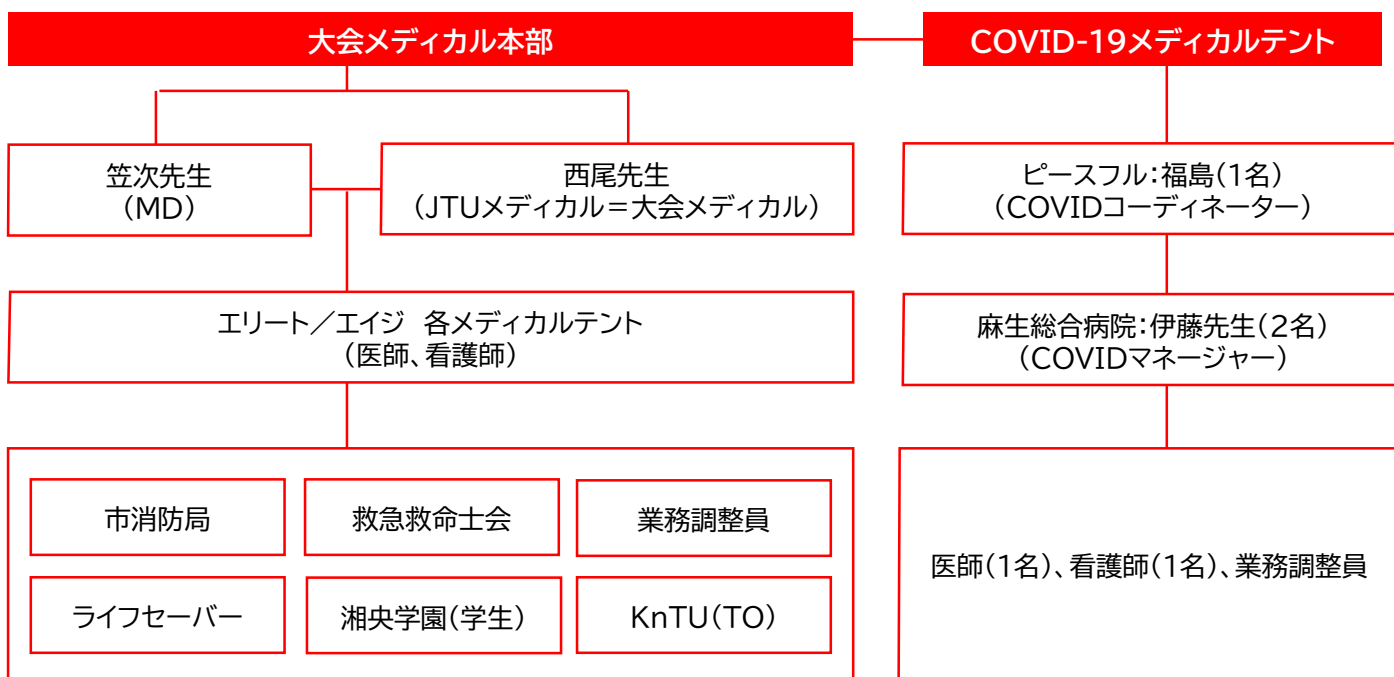 大会メディカル本部
COVID-19メディカルテント
笠次先生
(MD)
西尾先生
(JTUメディカル＝大会メディカル)
ピースフル：福島(1名)
(COVIDコーディネーター)
エリート／エイジ 各メディカルテント
(医師、看護師)
麻生総合病院：伊藤先生(2名)
(COVIDマネージャー)
市消防局
救急救命士会
業務調整員
ライフセーバー
湘央学園(学生)
KnTU(TO)
医師(1名)、看護師(1名)、業務調整員